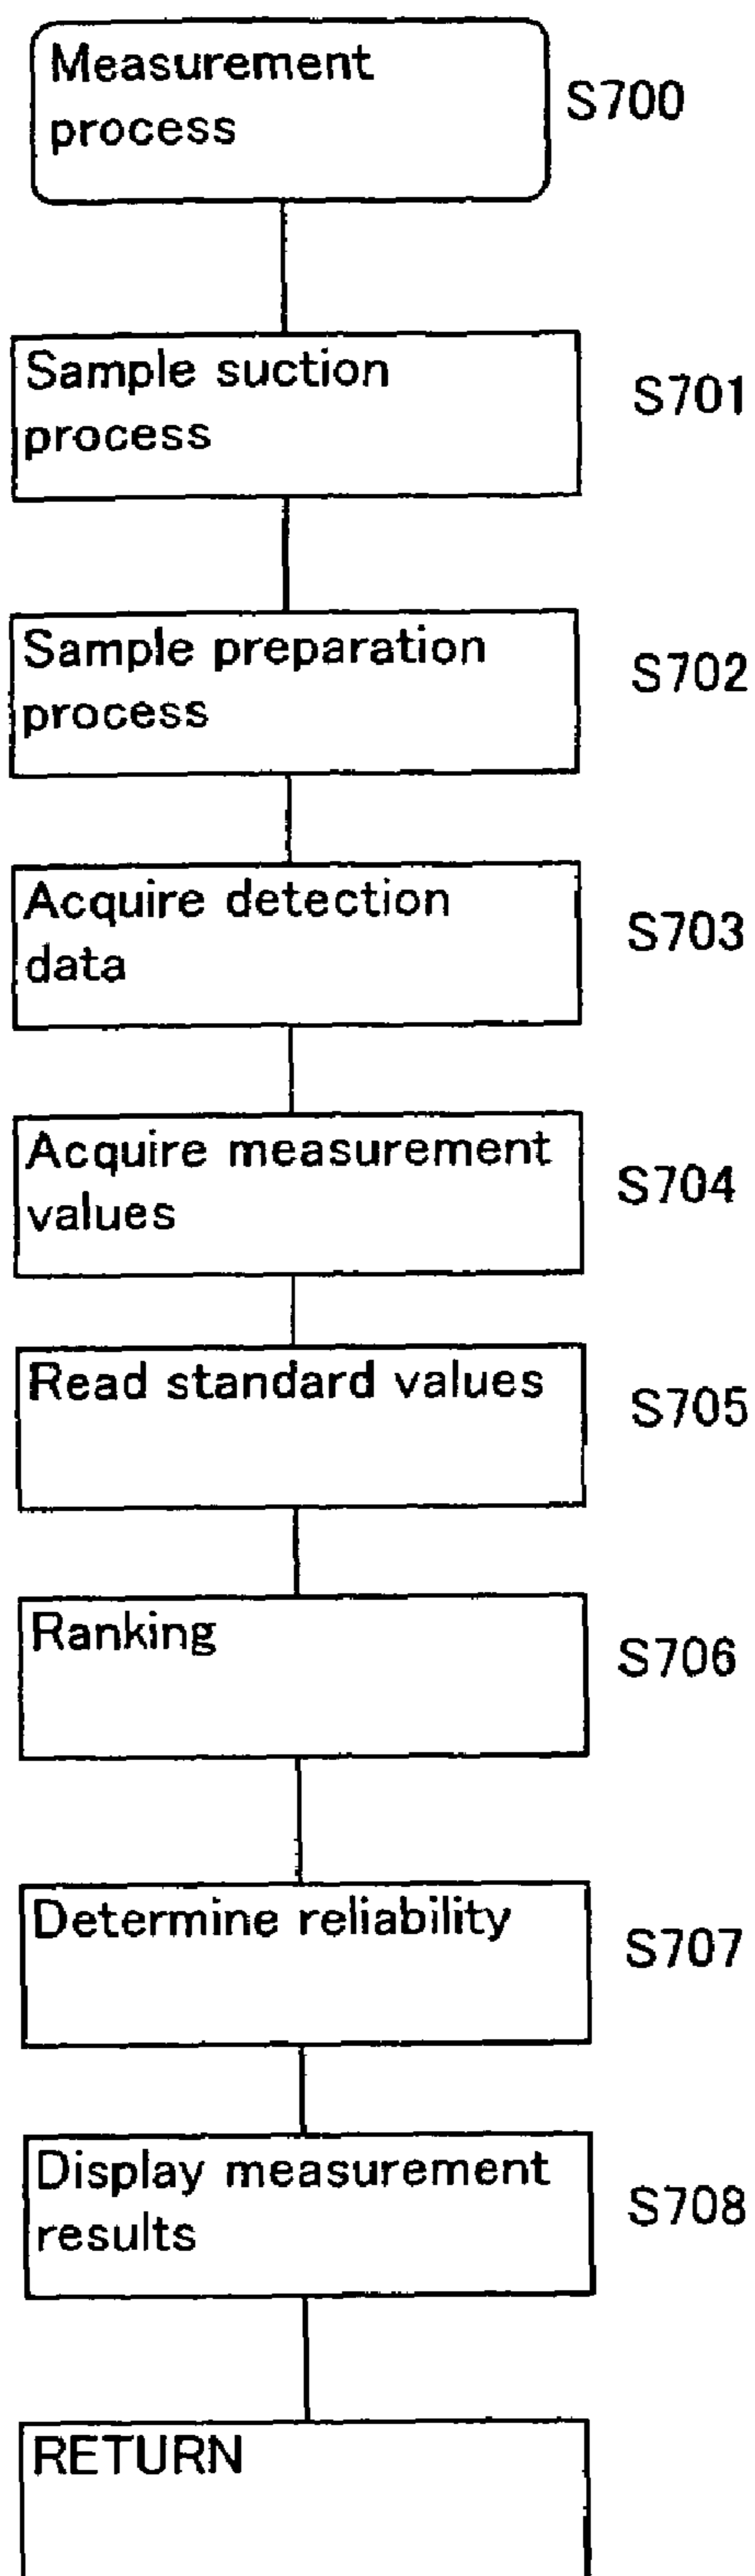 Measurement
process
S700
Sample suction
process
S701
Sample preparation
process
S702
Acquire detection
data
S703
Acquire measurement
values
S704
Read standard values
S705
Ranking
S706
Determine reliability
S707
Display measurement
results
S708
RETURN